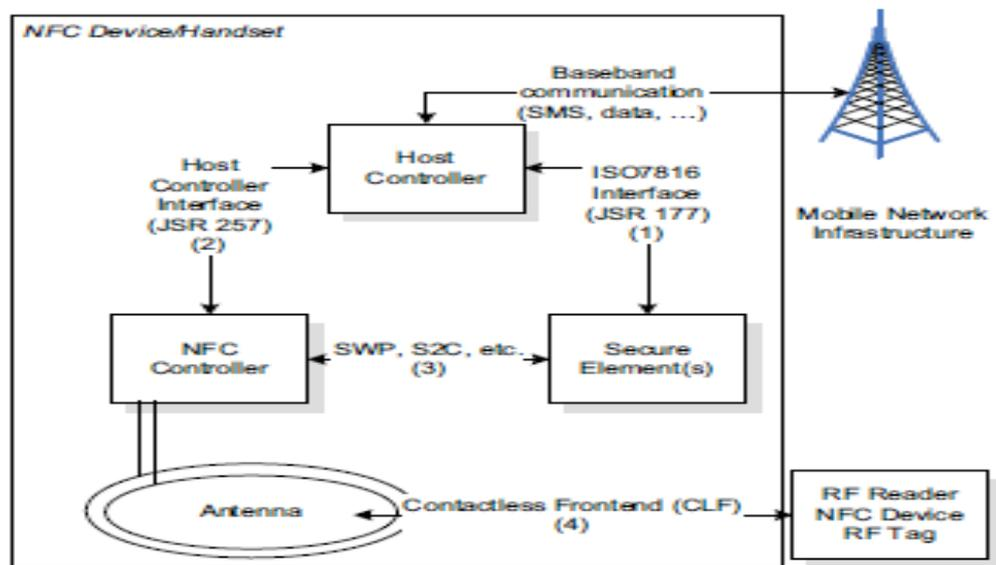 NFC Device/Handset
Baseband
communication
(SMS, data, ...)
Host
Controller
Host
Controller
Interface
(JSR 257)
(2)
ISO7816
Interface
(JSR 177)
(1)
Mobile Network
Infrastructure
NFC
Controller
SWP, S2C, etc.
(3)
Secure
Element(s)
Antenna
Contactless Frontend (CLF)
(4)
RF Reader
NFC Device
RF Tag